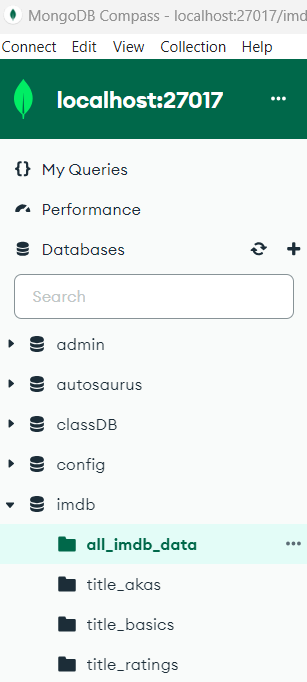 MongoDB Compass - localhost:27017/imd
Connect Edit View Collection Help
localhost:27017 ...
{} My Queries
Performance
Databases
Search
admin
autosaurus
classDB
config
imdb
all_imdb_data ...
title_akas
title_basics
title_ratings